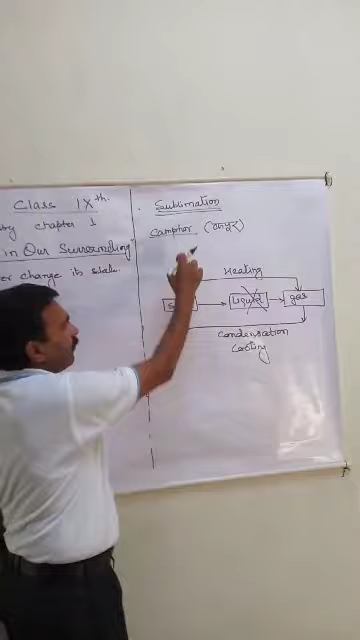 Class IXth
chapter 1
in Our Surrounding"
change its state.
Sublimation
Camphor (कपूर)
Heating
Liquid
gas
Condensation
Cooling